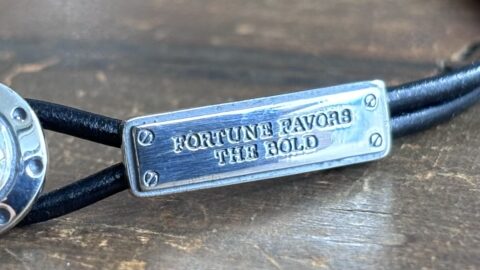 FORTUNE FAVORS
THE BOLD